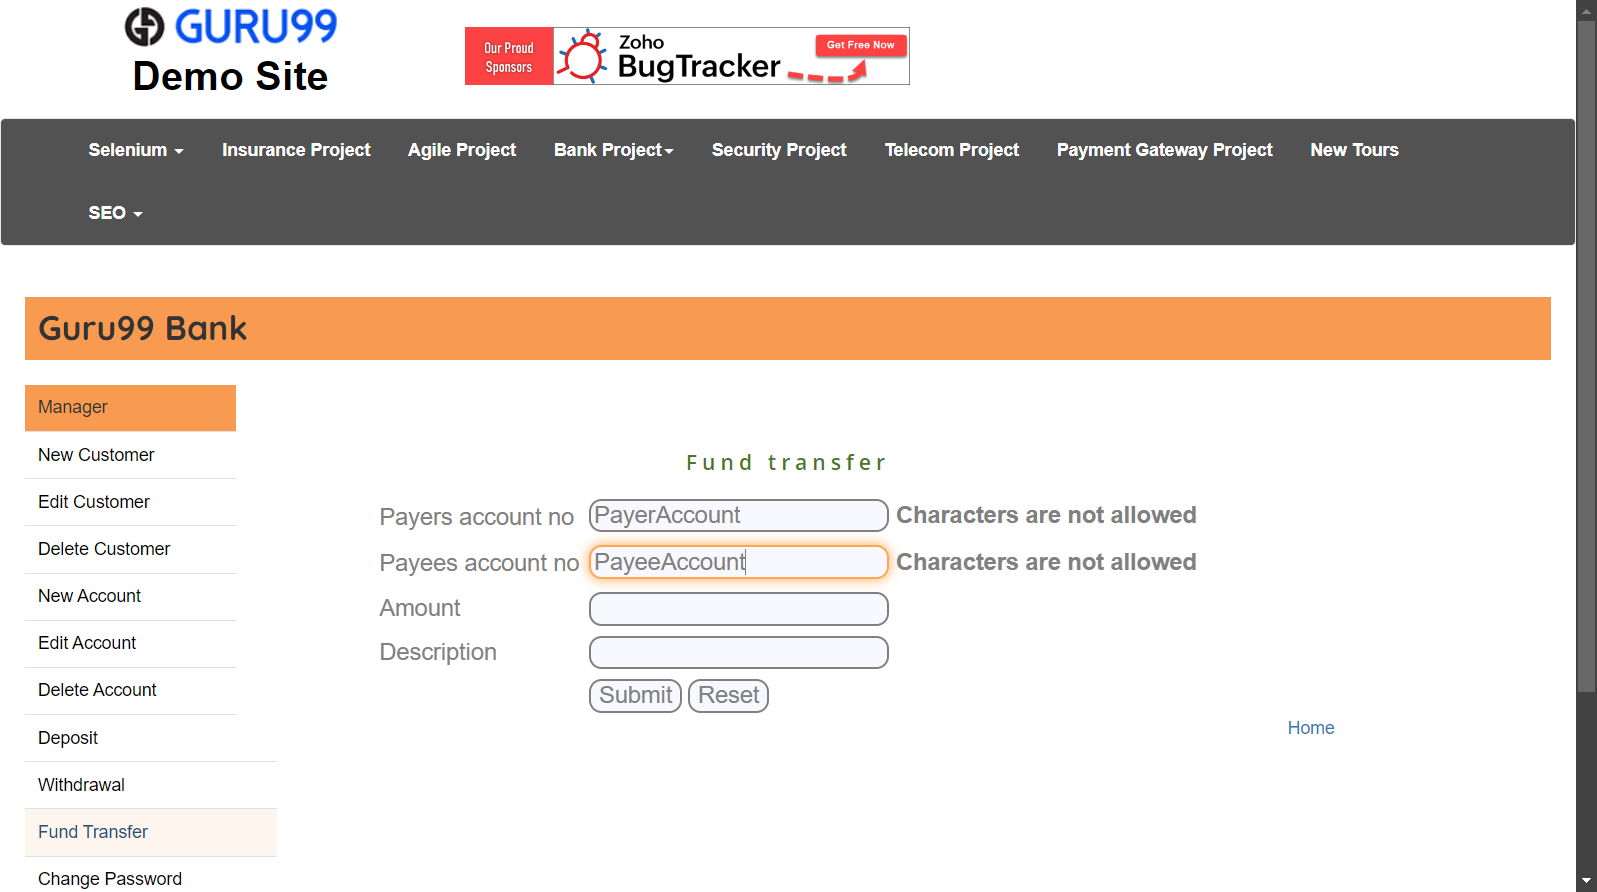 GURU99
Demo Site
Our Proud
Sponsors
Zoho
BugTracker
Get Free Now
Selenium
Insurance Project
Agile Project
Bank Project
Security Project
Telecom Project
Payment Gateway Project
New Tours
SEO
Guru99 Bank
Manager
New Customer
Edit Customer
Delete Customer
New Account
Edit Account
Delete Account
Deposit
Withdrawal
Fund Transfer
Change Password
Fund transfer
Payers account no PayerAccount Characters are not allowed
Payees account no PayeeAccount Characters are not allowed
Amount
Description
Submit Reset
Home